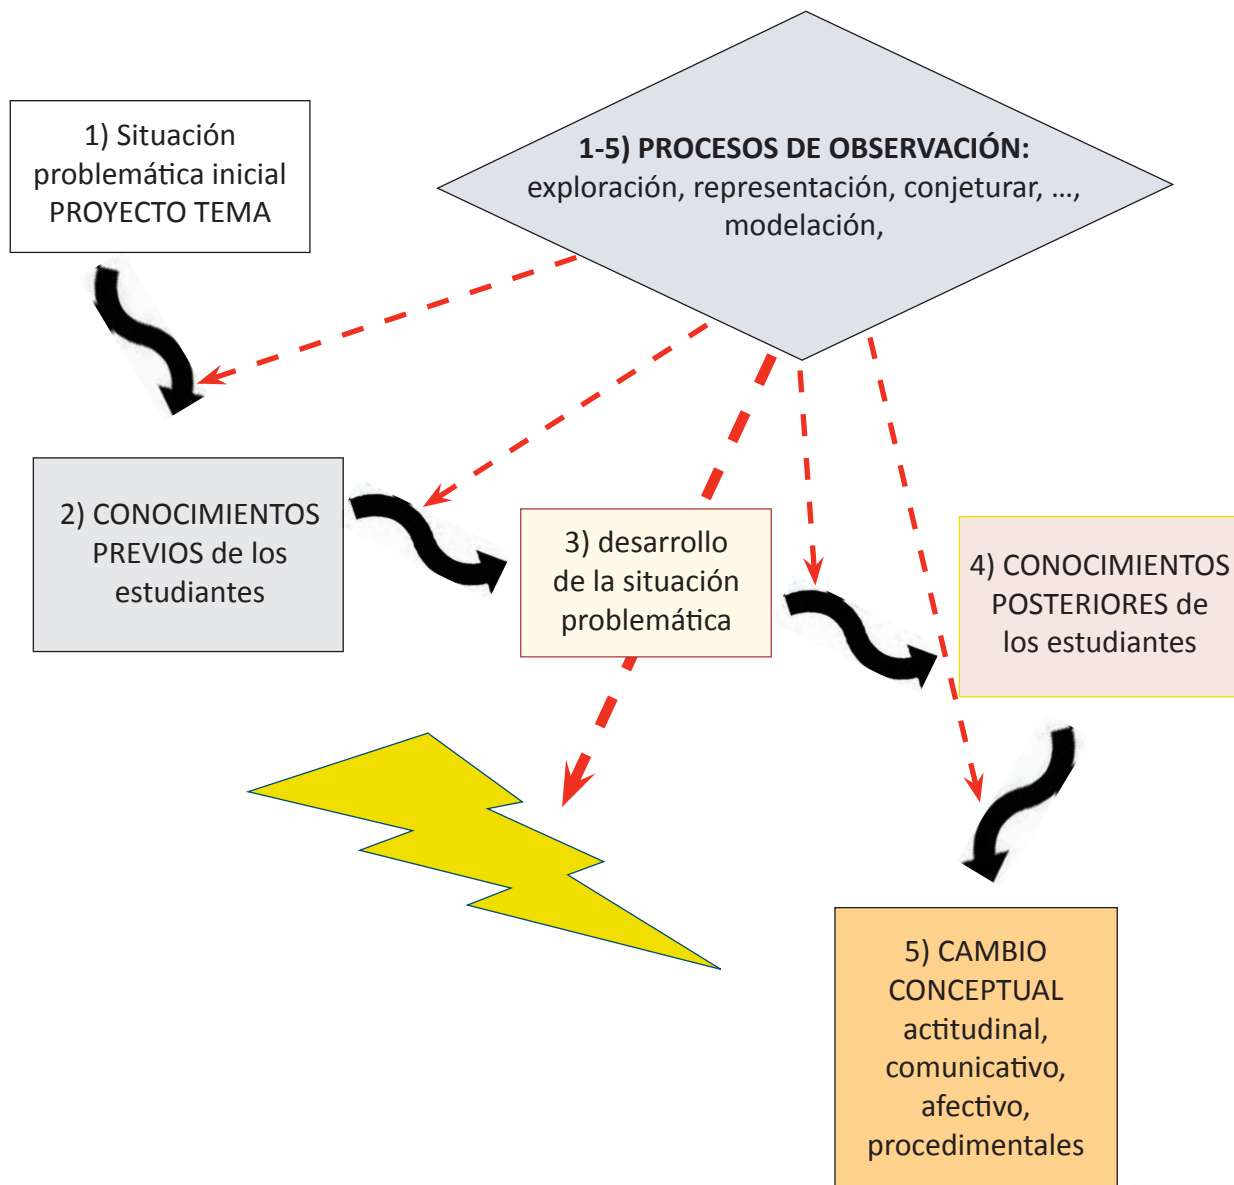 1) Situación
problemática inicial
PROYECTO TEMA
1-5) PROCESOS DE OBSERVACIÓN:
exploración, representación, conjeturar, ...,
modelación,
2) CONOCIMIENTOS
PREVIOS de los
estudiantes
3) desarrollo
de la situación
problemática
4) CONOCIMIENTOS
POSTERIORES de
los estudiantes
5) CAMBIO
CONCEPTUAL
actitudinal,
comunicativo,
afectivo,
procedimentales